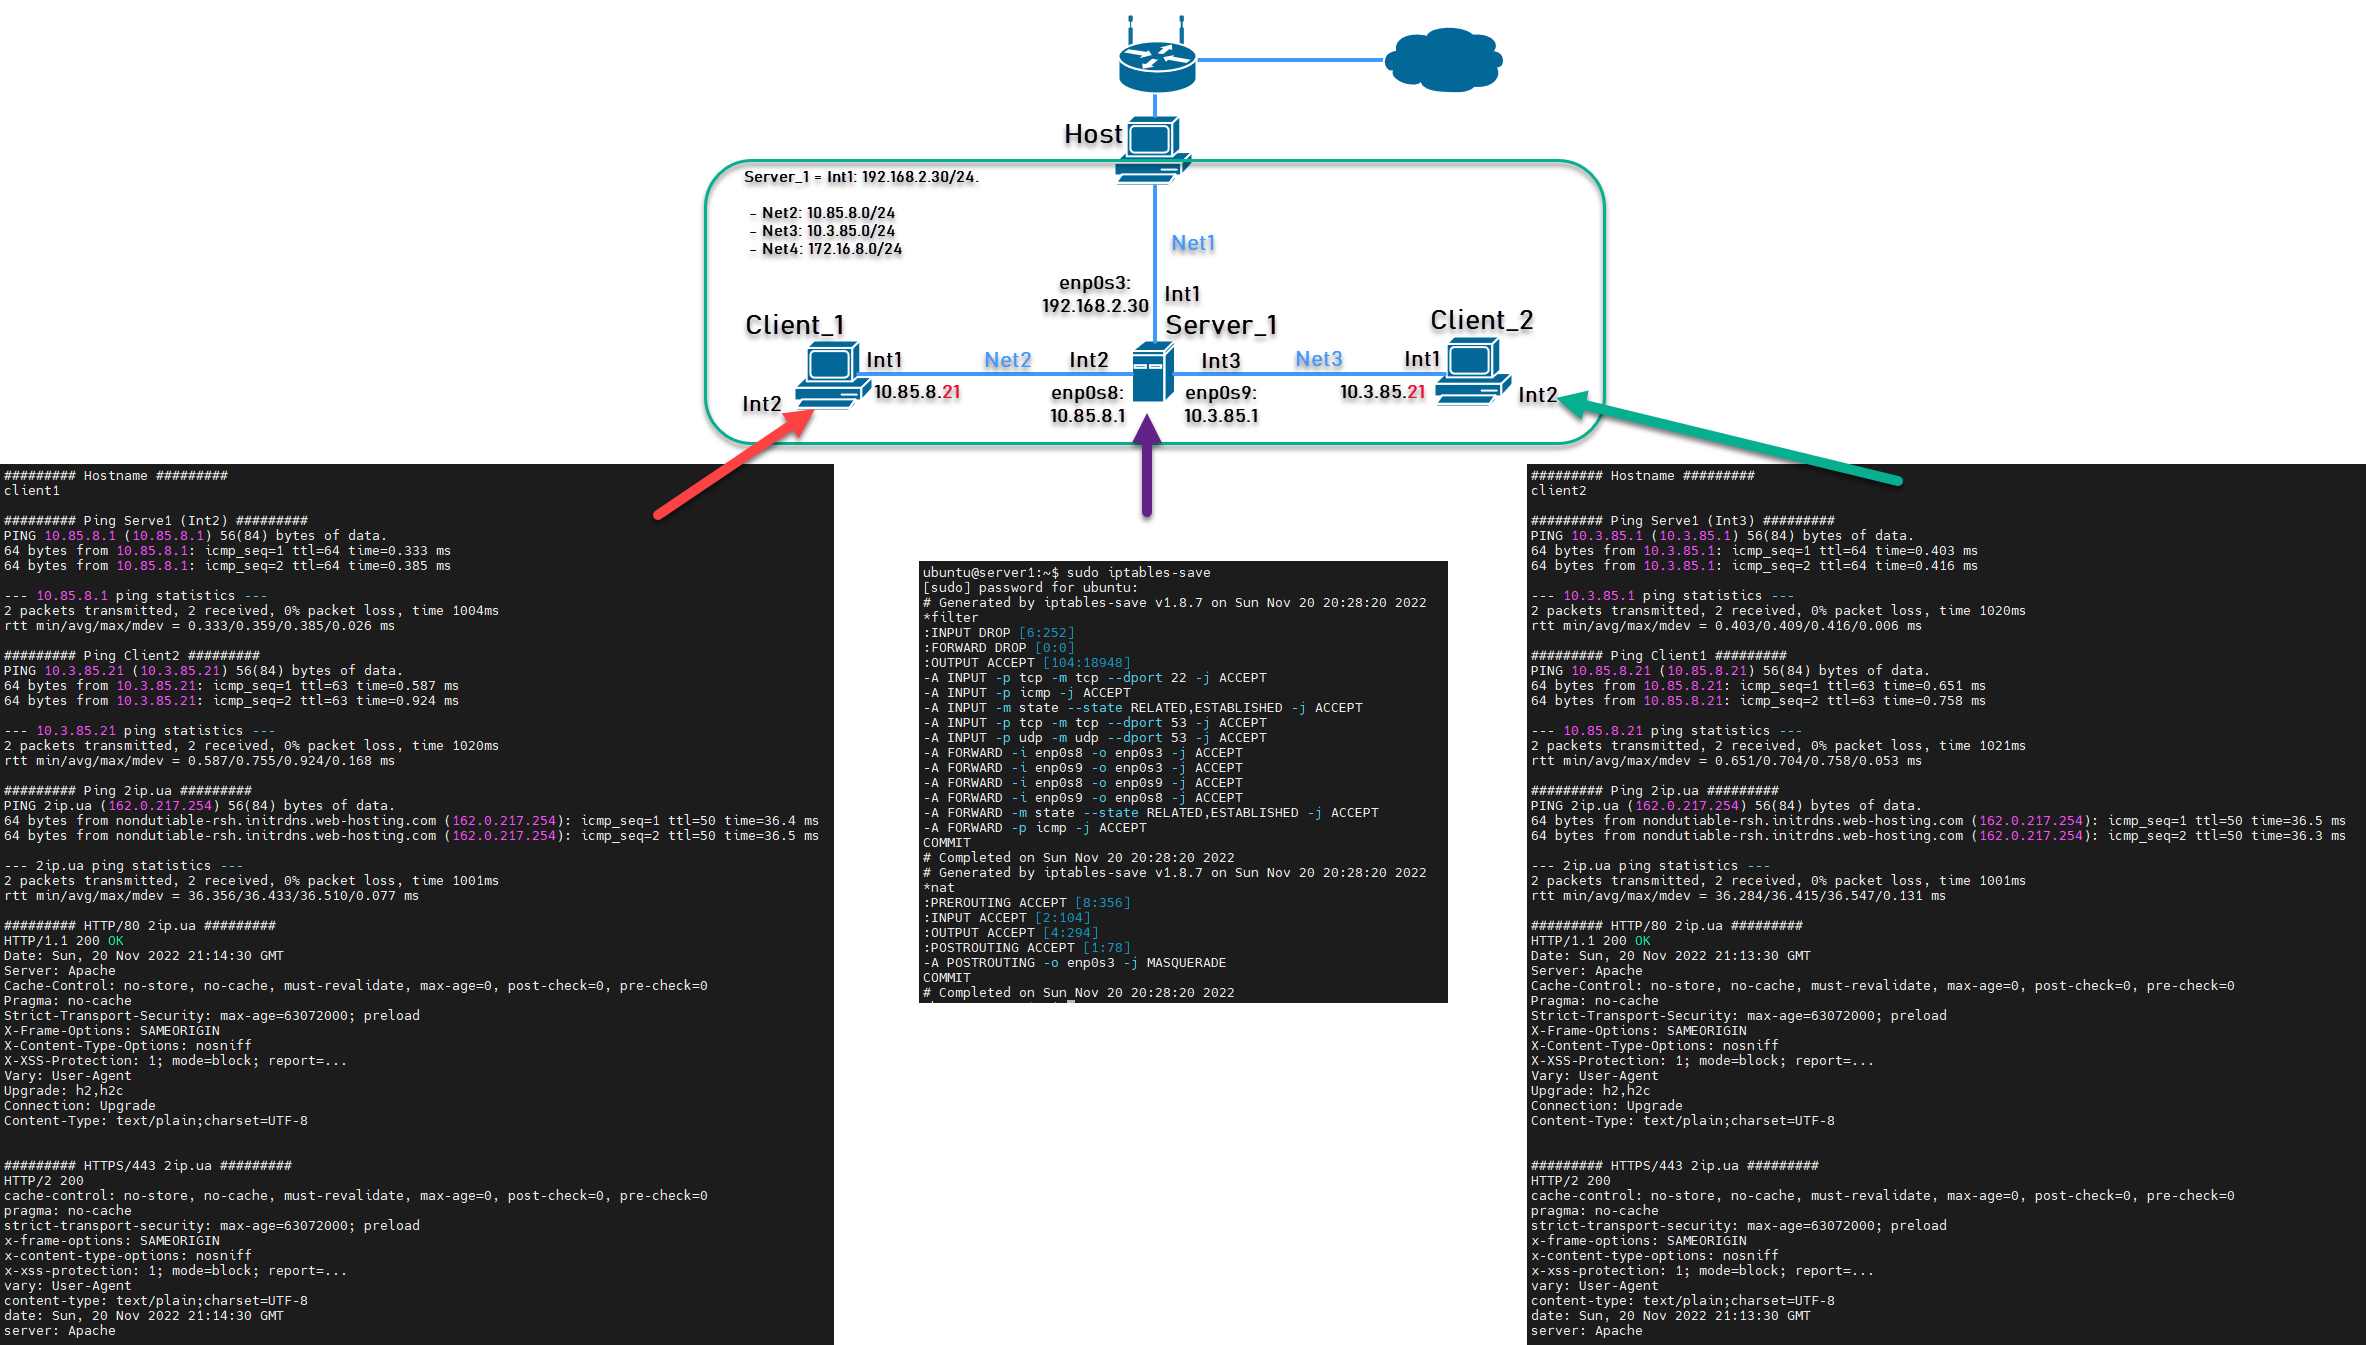 Host
Server_1 = Int1: 192.168.2.30/24.
- Net2: 10.85.8.0/24
- Net3: 10.3.85.0/24
- Net4: 172.16.8.0/24
Net1
enp0s3:
192.168.2.30
Int1
Client_1
Server_1
Client_2
Int1
Net2
Int2
Int3
Net3
Int1
10.85.8.21
Int2
enp0s8:
10.85.8.1
enp0s9:
10.3.85.1
10.3.85.21
Int2
######### Hostname #########
client1
######### Ping Serve1 (Int2) #########
PING 10.85.8.1 (10.85.8.1) 56(84) bytes of data.
64 bytes from 10.85.8.1: icmp_seq=1 ttl=64 time=0.333 ms
64 bytes from 10.85.8.1: icmp_seq=2 ttl=64 time=0.385 ms
--- 10.85.8.1 ping statistics ---
2 packets transmitted, 2 received, 0% packet loss, time 1004ms
rtt min/avg/max/mdev = 0.333/0.359/0.385/0.026 ms
######### Ping Client2 #########
PING 10.3.85.21 (10.3.85.21) 56(84) bytes of data.
64 bytes from 10.3.85.21: icmp_seq=1 ttl=63 time=0.587 ms
64 bytes from 10.3.85.21: icmp_seq=2 ttl=63 time=0.924 ms
--- 10.3.85.21 ping statistics ---
2 packets transmitted, 2 received, 0% packet loss, time 1020ms
rtt min/avg/max/mdev = 0.587/0.755/0.924/0.168 ms
######### Ping 2ip.ua #########
PING 2ip.ua (162.0.217.254) 56(84) bytes of data.
64 bytes from nondutiable-rsh.initrdns.web-hosting.com (162.0.217.254): icmp_seq=1 ttl=50 time=36.4 ms
64 bytes from nondutiable-rsh.initrdns.web-hosting.com (162.0.217.254): icmp_seq=2 ttl=50 time=36.5 ms
--- 2ip.ua ping statistics ---
2 packets transmitted, 2 received, 0% packet loss, time 1001ms
rtt min/avg/max/mdev = 36.356/36.433/36.510/0.077 ms
######### HTTP/80 2ip.ua #########
HTTP/1.1 200 OK
Date: Sun, 20 Nov 2022 21:14:30 GMT
Server: Apache
Cache-Control: no-store, no-cache, must-revalidate, max-age=0, post-check=0, pre-check=0
Pragma: no-cache
Strict-Transport-Security: max-age=63072000; preload
X-Frame-Options: SAMEORIGIN
X-Content-Type-Options: nosniff
X-XSS-Protection: 1; mode=block; report=...
Vary: User-Agent
Upgrade: h2,h2c
Connection: Upgrade
Content-Type: text/plain;charset=UTF-8
######### HTTPS/443 2ip.ua #########
HTTP/2 200
cache-control: no-store, no-cache, must-revalidate, max-age=0, post-check=0, pre-check=0
pragma: no-cache
strict-transport-security: max-age=63072000; preload
x-frame-options: SAMEORIGIN
x-content-type-options: nosniff
x-xss-protection: 1; mode=block; report=...
vary: User-Agent
content-type: text/plain;charset=UTF-8
date: Sun, 20 Nov 2022 21:14:30 GMT
server: Apache
ubuntu@server1:~$ sudo iptables-save
[sudo] password for ubuntu:
# Generated by iptables-save v1.8.7 on Sun Nov 20 20:28:20 2022
*filter
:INPUT DROP [6:252]
:FORWARD DROP [0:0]
:OUTPUT ACCEPT [104:18948]
-A INPUT -p tcp -m tcp --dport 22 -j ACCEPT
-A INPUT -p icmp -j ACCEPT
-A INPUT -m state --state RELATED,ESTABLISHED -j ACCEPT
-A INPUT -p tcp -m tcp --dport 53 -j ACCEPT
-A INPUT -p udp -m udp --dport 53 -j ACCEPT
-A FORWARD -i enp0s8 -o enp0s3 -j ACCEPT
-A FORWARD -i enp0s9 -o enp0s3 -j ACCEPT
-A FORWARD -i enp0s8 -o enp0s9 -j ACCEPT
-A FORWARD -i enp0s9 -o enp0s8 -j ACCEPT
-A FORWARD -m state --state RELATED,ESTABLISHED -j ACCEPT
-A FORWARD -p icmp -j ACCEPT
COMMIT
# Completed on Sun Nov 20 20:28:20 2022
# Generated by iptables-save v1.8.7 on Sun Nov 20 20:28:20 2022
*nat
:PREROUTING ACCEPT [8:356]
:INPUT ACCEPT [2:104]
:OUTPUT ACCEPT [4:294]
:POSTROUTING ACCEPT [1:78]
-A POSTROUTING -o enp0s3 -j MASQUERADE
COMMIT
# Completed on Sun Nov 20 20:28:20 2022
######### Hostname #########
client2
######### Ping Serve1 (Int3) #########
PING 10.3.85.1 (10.3.85.1) 56(84) bytes of data.
64 bytes from 10.3.85.1: icmp_seq=1 ttl=64 time=0.403 ms
64 bytes from 10.3.85.1: icmp_seq=2 ttl=64 time=0.416 ms
--- 10.3.85.1 ping statistics ---
2 packets transmitted, 2 received, 0% packet loss, time 1020ms
rtt min/avg/max/mdev = 0.403/0.409/0.416/0.006 ms
######### Ping Client1 #########
PING 10.85.8.21 (10.85.8.21) 56(84) bytes of data.
64 bytes from 10.85.8.21: icmp_seq=1 ttl=63 time=0.651 ms
64 bytes from 10.85.8.21: icmp_seq=2 ttl=63 time=0.758 ms
--- 10.85.8.21 ping statistics ---
2 packets transmitted, 2 received, 0% packet loss, time 1021ms
rtt min/avg/max/mdev = 0.651/0.704/0.758/0.053 ms
######### Ping 2ip.ua #########
PING 2ip.ua (162.0.217.254) 56(84) bytes of data.
64 bytes from nondutiable-rsh.initrdns.web-hosting.com (162.0.217.254): icmp_seq=1 ttl=50 time=36.5 ms
64 bytes from nondutiable-rsh.initrdns.web-hosting.com (162.0.217.254): icmp_seq=2 ttl=50 time=36.3 ms
--- 2ip.ua ping statistics ---
2 packets transmitted, 2 received, 0% packet loss, time 1001ms
rtt min/avg/max/mdev = 36.284/36.415/36.547/0.131 ms
######### HTTP/80 2ip.ua #########
HTTP/1.1 200 OK
Date: Sun, 20 Nov 2022 21:13:30 GMT
Server: Apache
Cache-Control: no-store, no-cache, must-revalidate, max-age=0, post-check=0, pre-check=0
Pragma: no-cache
Strict-Transport-Security: max-age=63072000; preload
X-Frame-Options: SAMEORIGIN
X-Content-Type-Options: nosniff
X-XSS-Protection: 1; mode=block; report=...
Vary: User-Agent
Upgrade: h2,h2c
Connection: Upgrade
Content-Type: text/plain;charset=UTF-8
######### HTTPS/443 2ip.ua #########
HTTP/2 200
cache-control: no-store, no-cache, must-revalidate, max-age=0, post-check=0, pre-check=0
pragma: no-cache
strict-transport-security: max-age=63072000; preload
x-frame-options: SAMEORIGIN
x-content-type-options: nosniff
x-xss-protection: 1; mode=block; report=...
vary: User-Agent
content-type: text/plain;charset=UTF-8
date: Sun, 20 Nov 2022 21:13:30 GMT
server: Apache